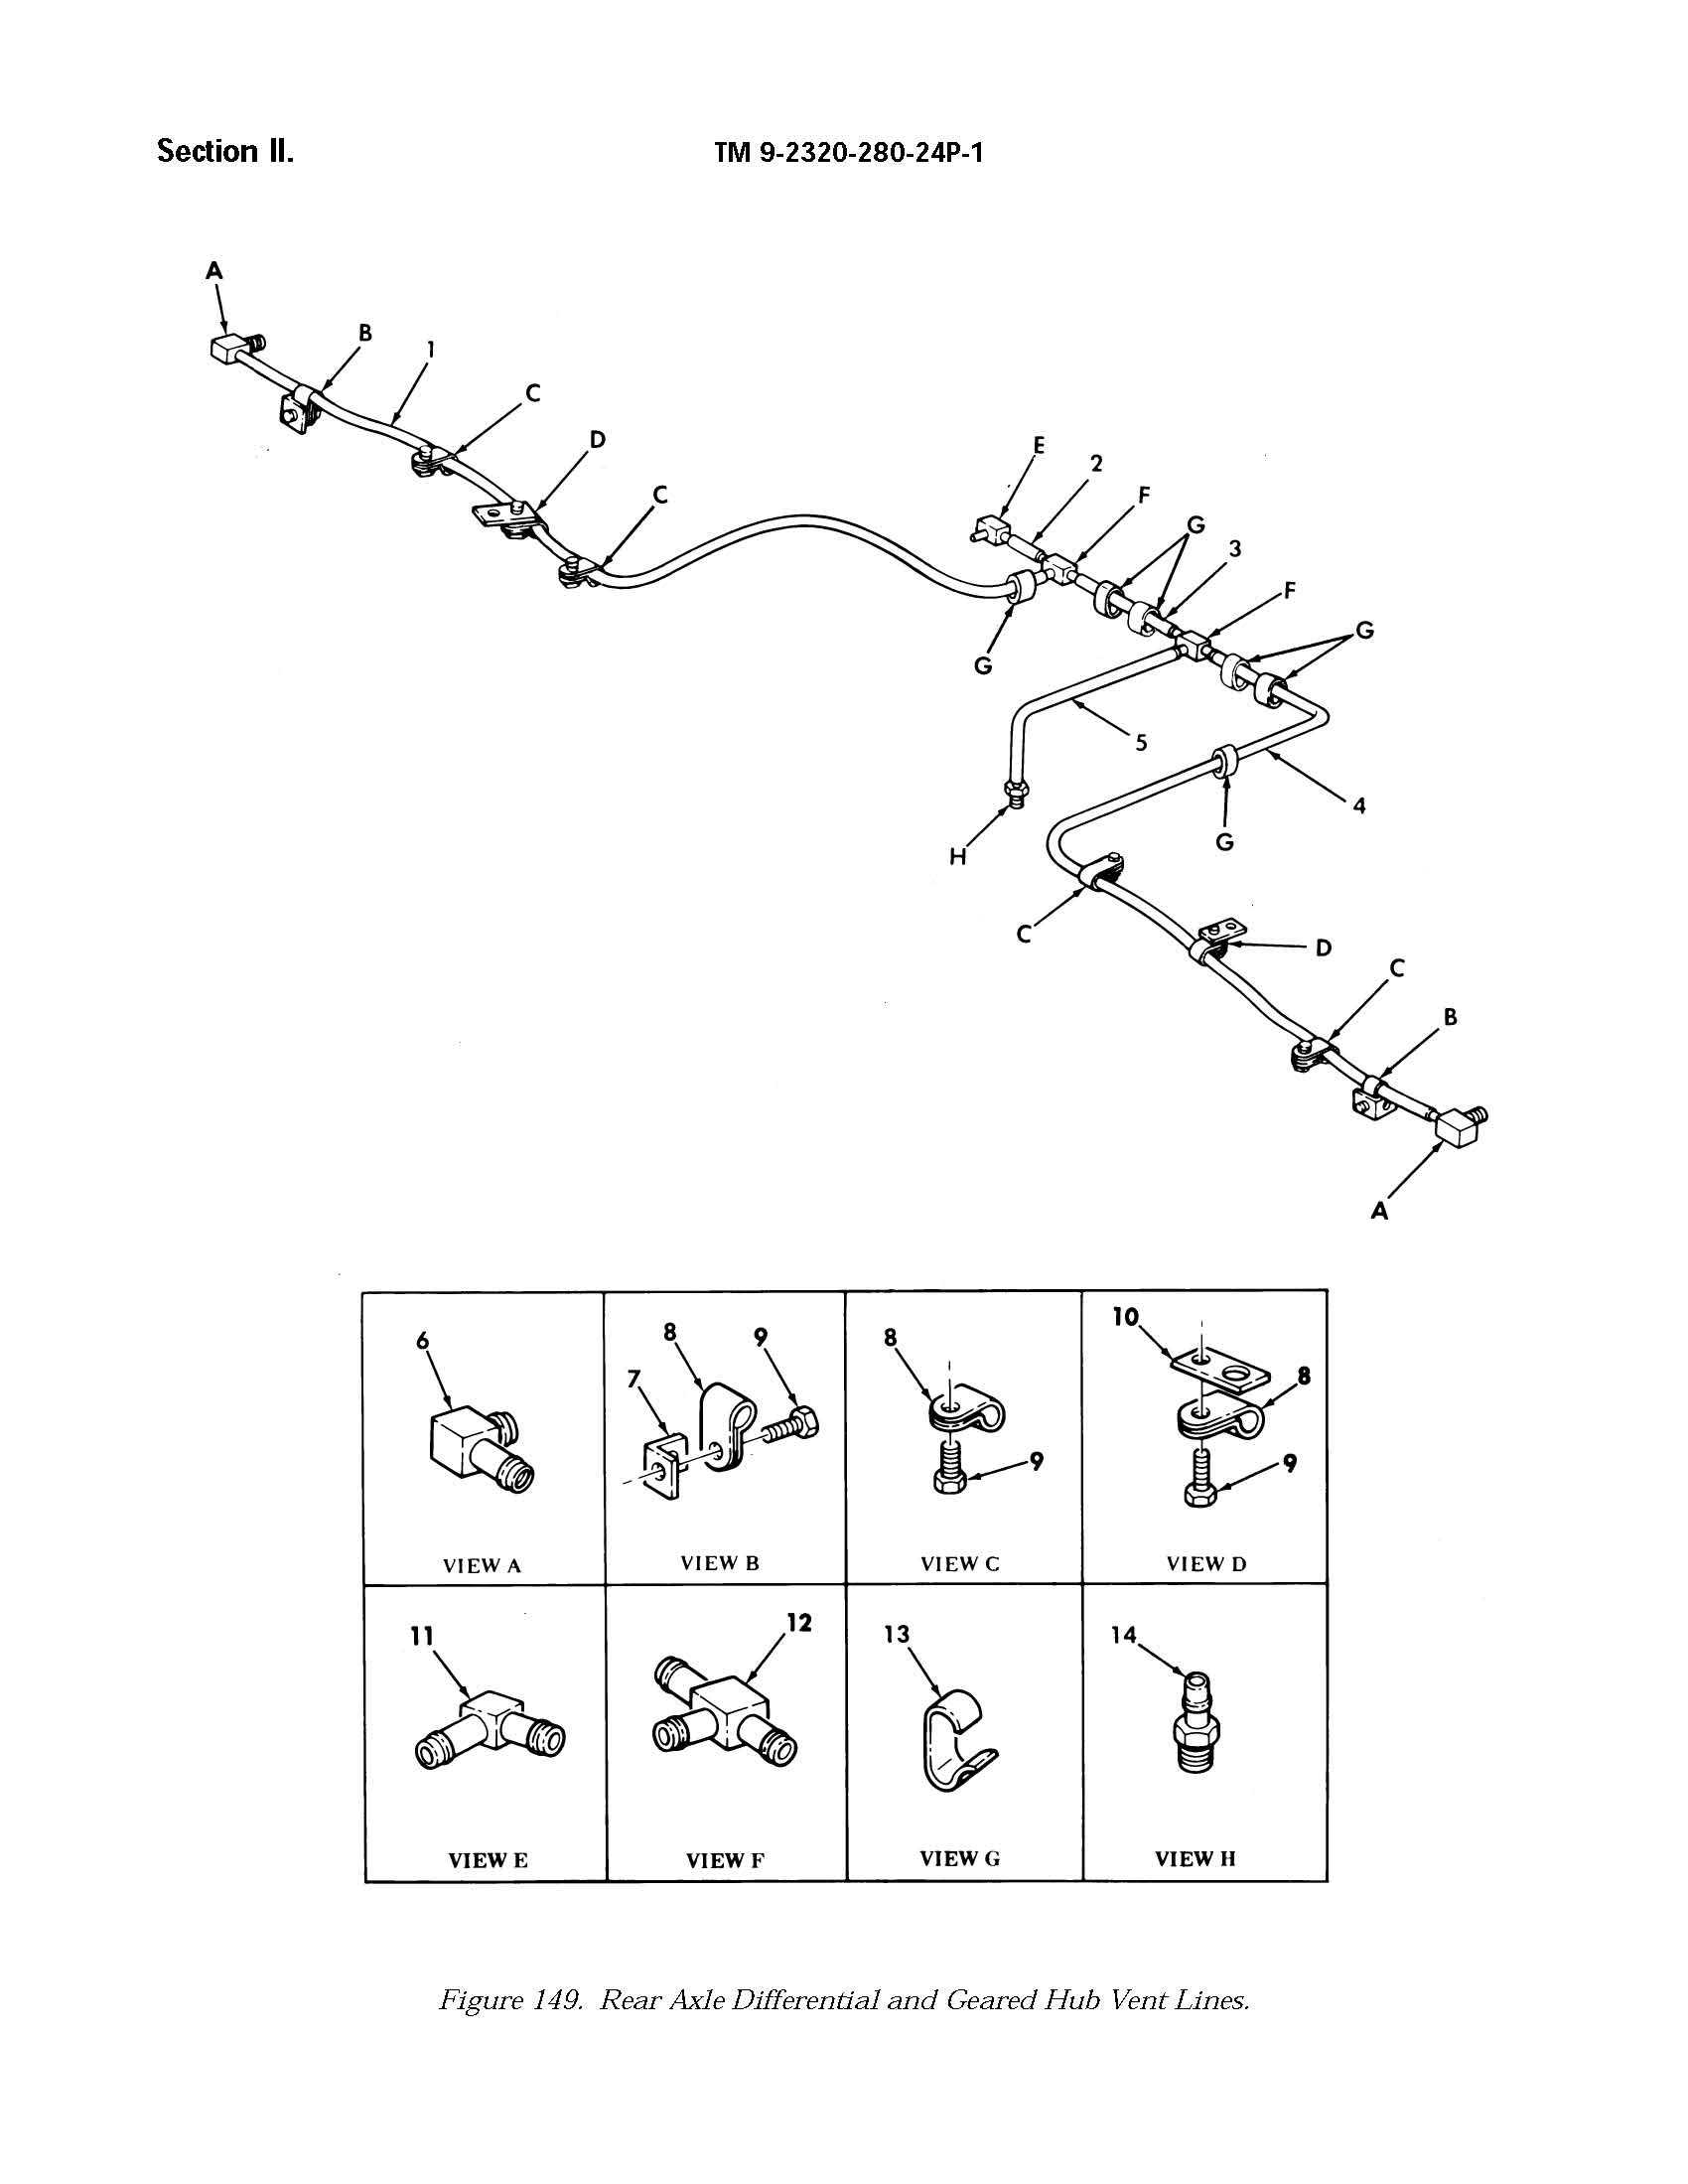 Section II.
TM 9-2320-280-24P-1
A
B
1
C
D
C
E
2
F
G
3
F
G
G
5
4
H
G
C
D
C
B
A
6
7
8
9
8
9
10
8
9
VIEW A
VIEW B
VIEW C
VIEW D
11
12
13
14
VIEW E
VIEW F
VIEW G
VIEW H
Figure 149. Rear Axle Differential and Geared Hub Vent Lines.